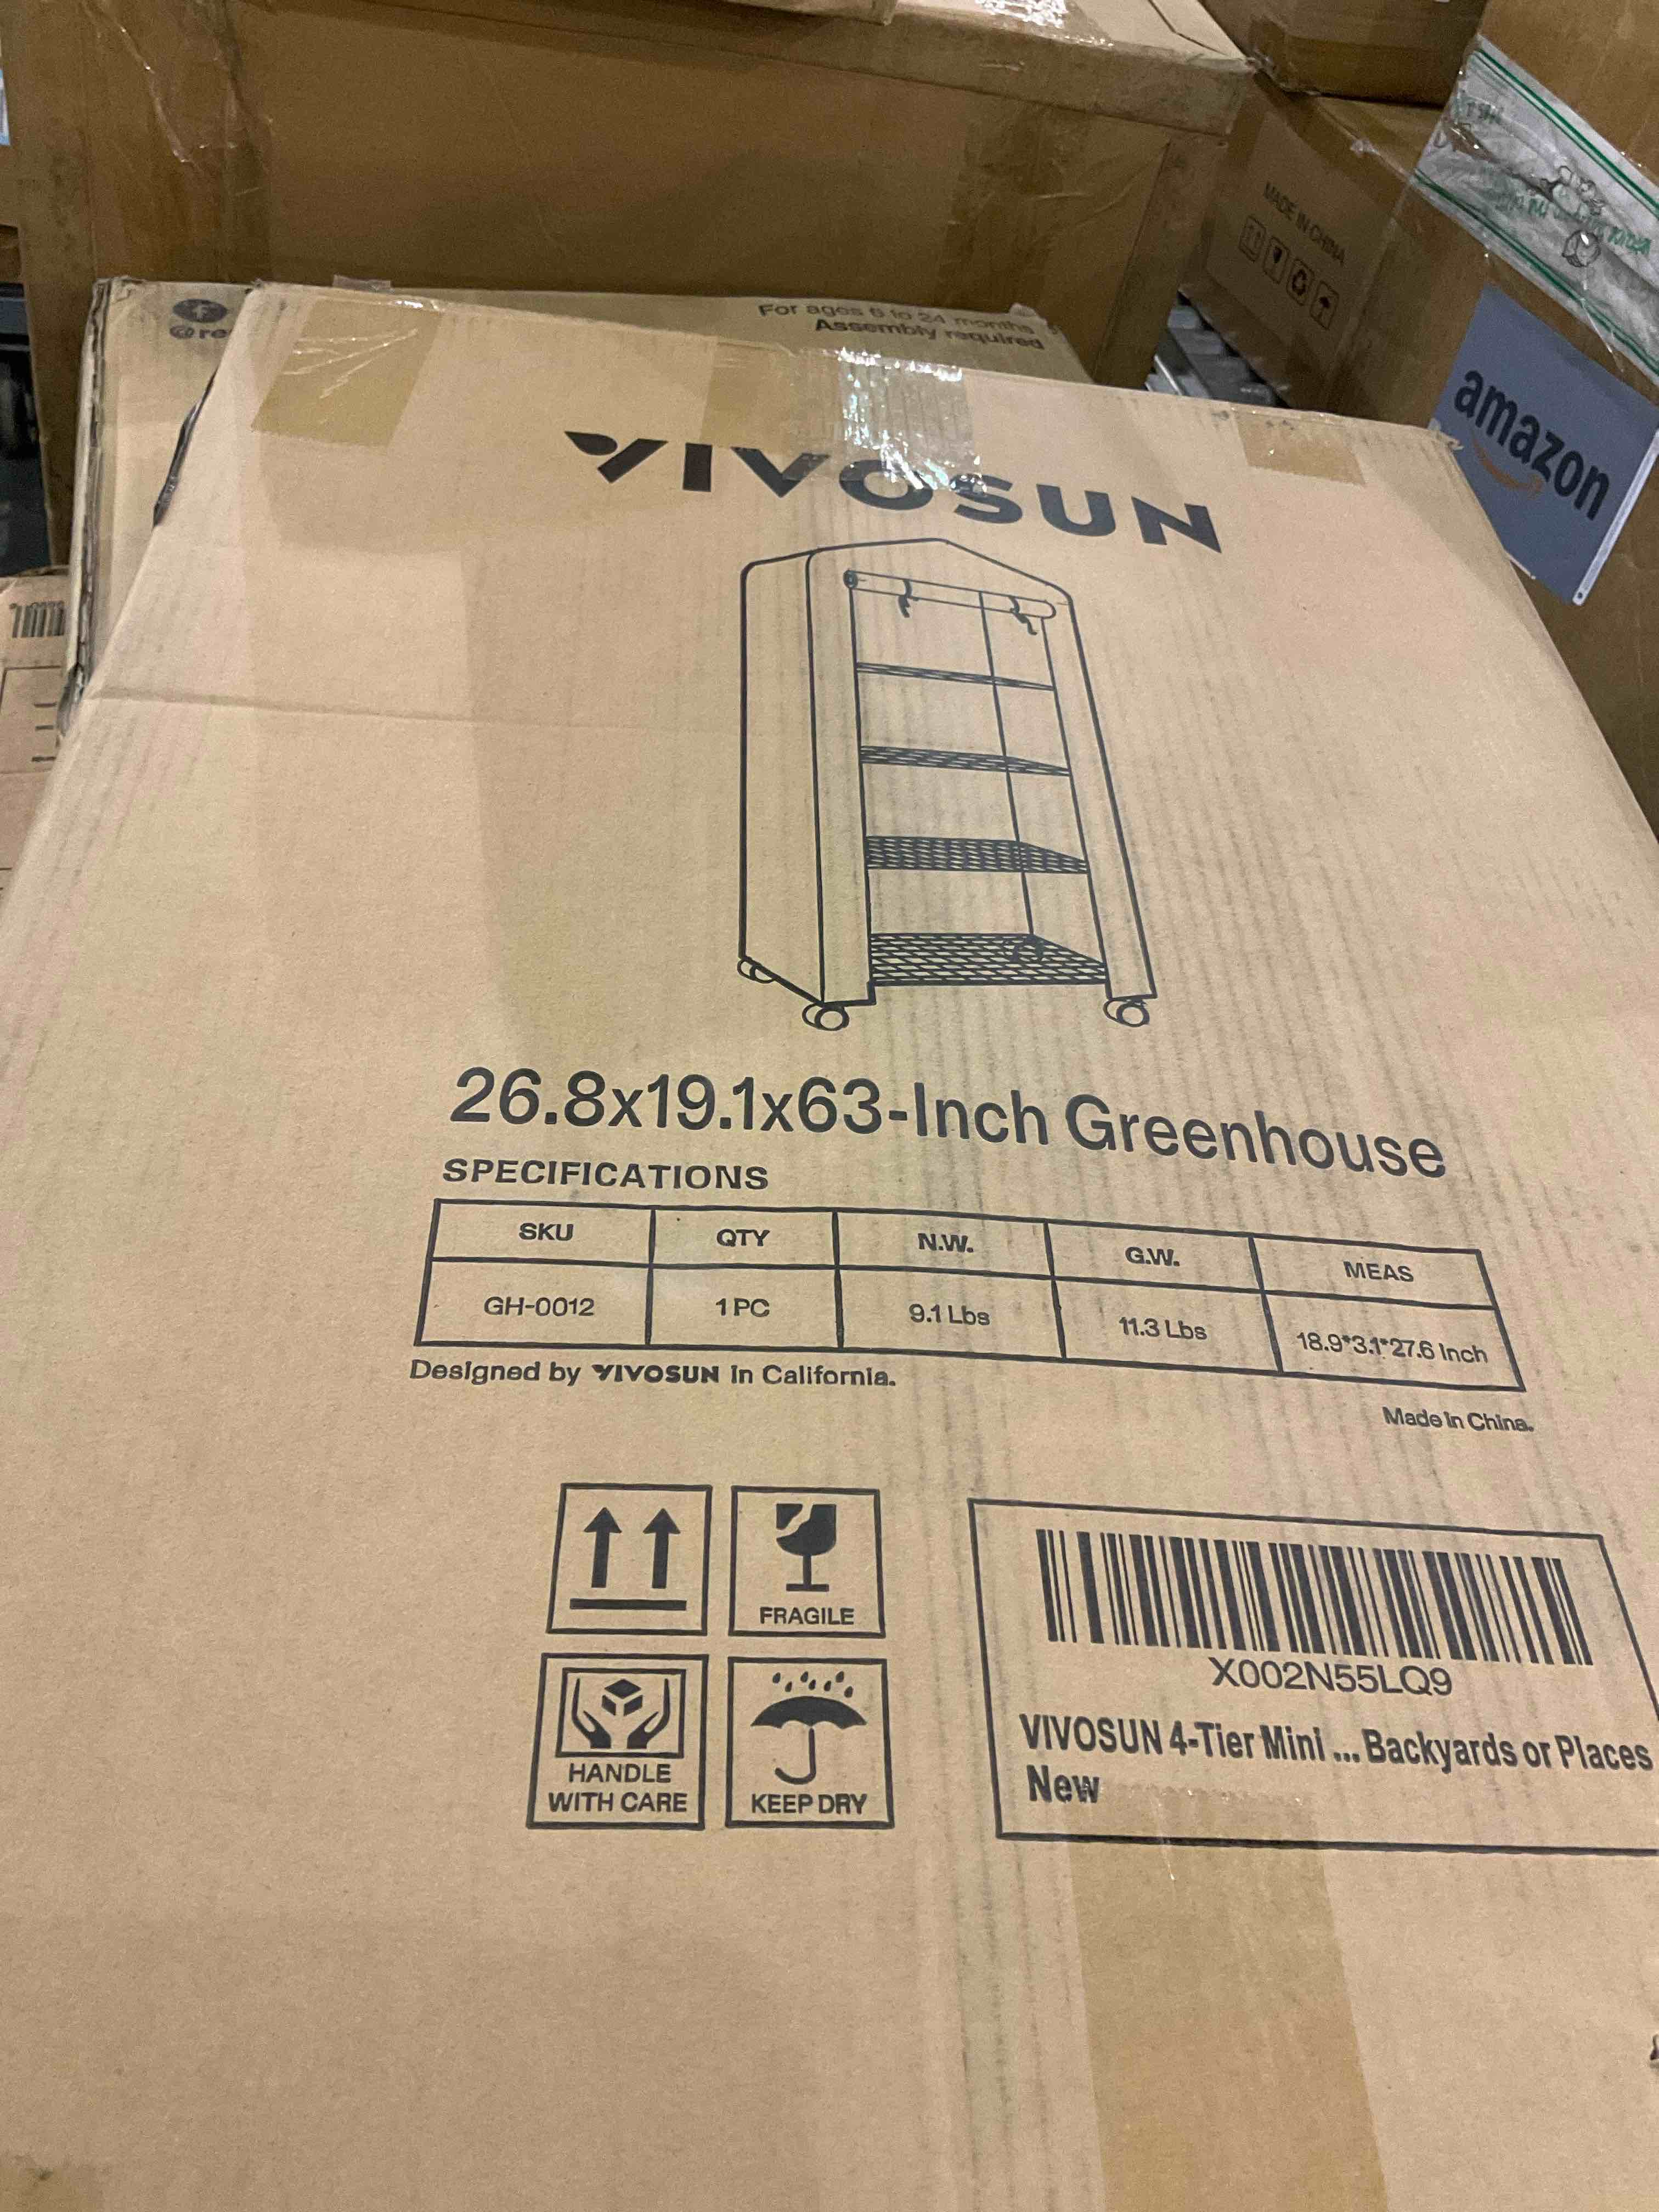 For ages 6 to 24 months
Assembly required
@re
MADE IN CHINA
amazon
VIVOSUN
26.8x19.1x63-Inch Greenhouse
SPECIFICATIONS
SKU QTY N.W. G.W. MEAS
GH-0012 1 PC 9.1 Lbs 11.3 Lbs 18.9*3.1*27.6 Inch
Designed by VIVOSUN in California.
Made in China.
FRAGILE
HANDLE
WITH CARE
KEEP DRY
X002N55LQ9
VIVOSUN 4-Tier Mini ... Backyards or Places
New